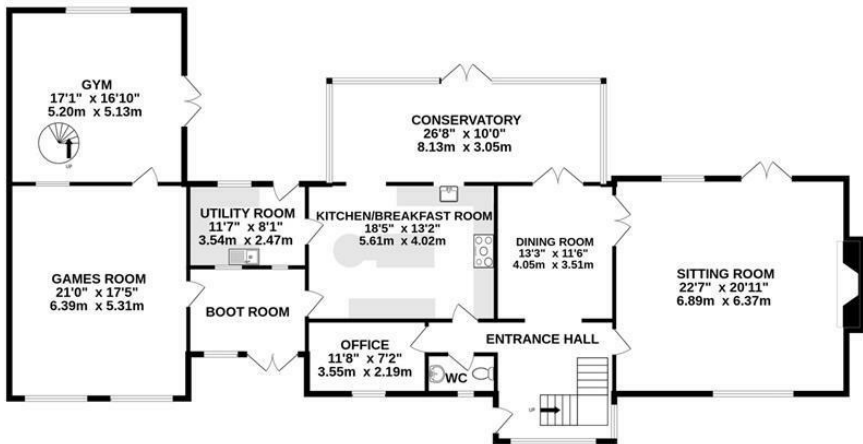 GYM
17'1" x 16'10"
5.20m x 5.13m
UP
CONSERVATORY
26'8" x 10'0"
8.13m x 3.05m
UTILITY ROOM
11'7" x 8'1"
3.54m x 2.47m
KITCHEN/BREAKFAST ROOM
18'5" x 13'2"
5.61m x 4.02m
DINING ROOM
13'3" x 11'6"
4.05m x 3.51m
SITTING ROOM
22'7" x 20'11"
6.89m x 6.37m
GAMES ROOM
21'0" x 17'5"
6.39m x 5.31m
BOOT ROOM
OFFICE
11'8" x 7'2"
3.55m x 2.19m
ENTRANCE HALL
WC
UP